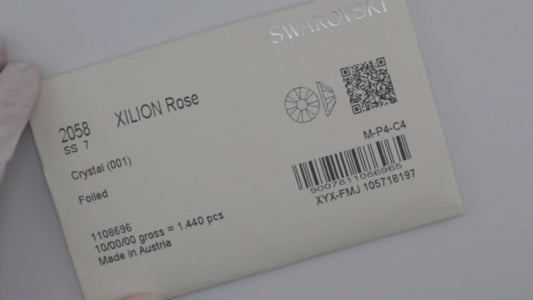 SWAROVSKI
2058 XILION Rose
SS 7
Crystal (001)
Foiled
M-P4-C4
9007811086965
XYX-FMJ 105718197
1108696
10/00/00 gross = 1.440 pcs
Made in Austria